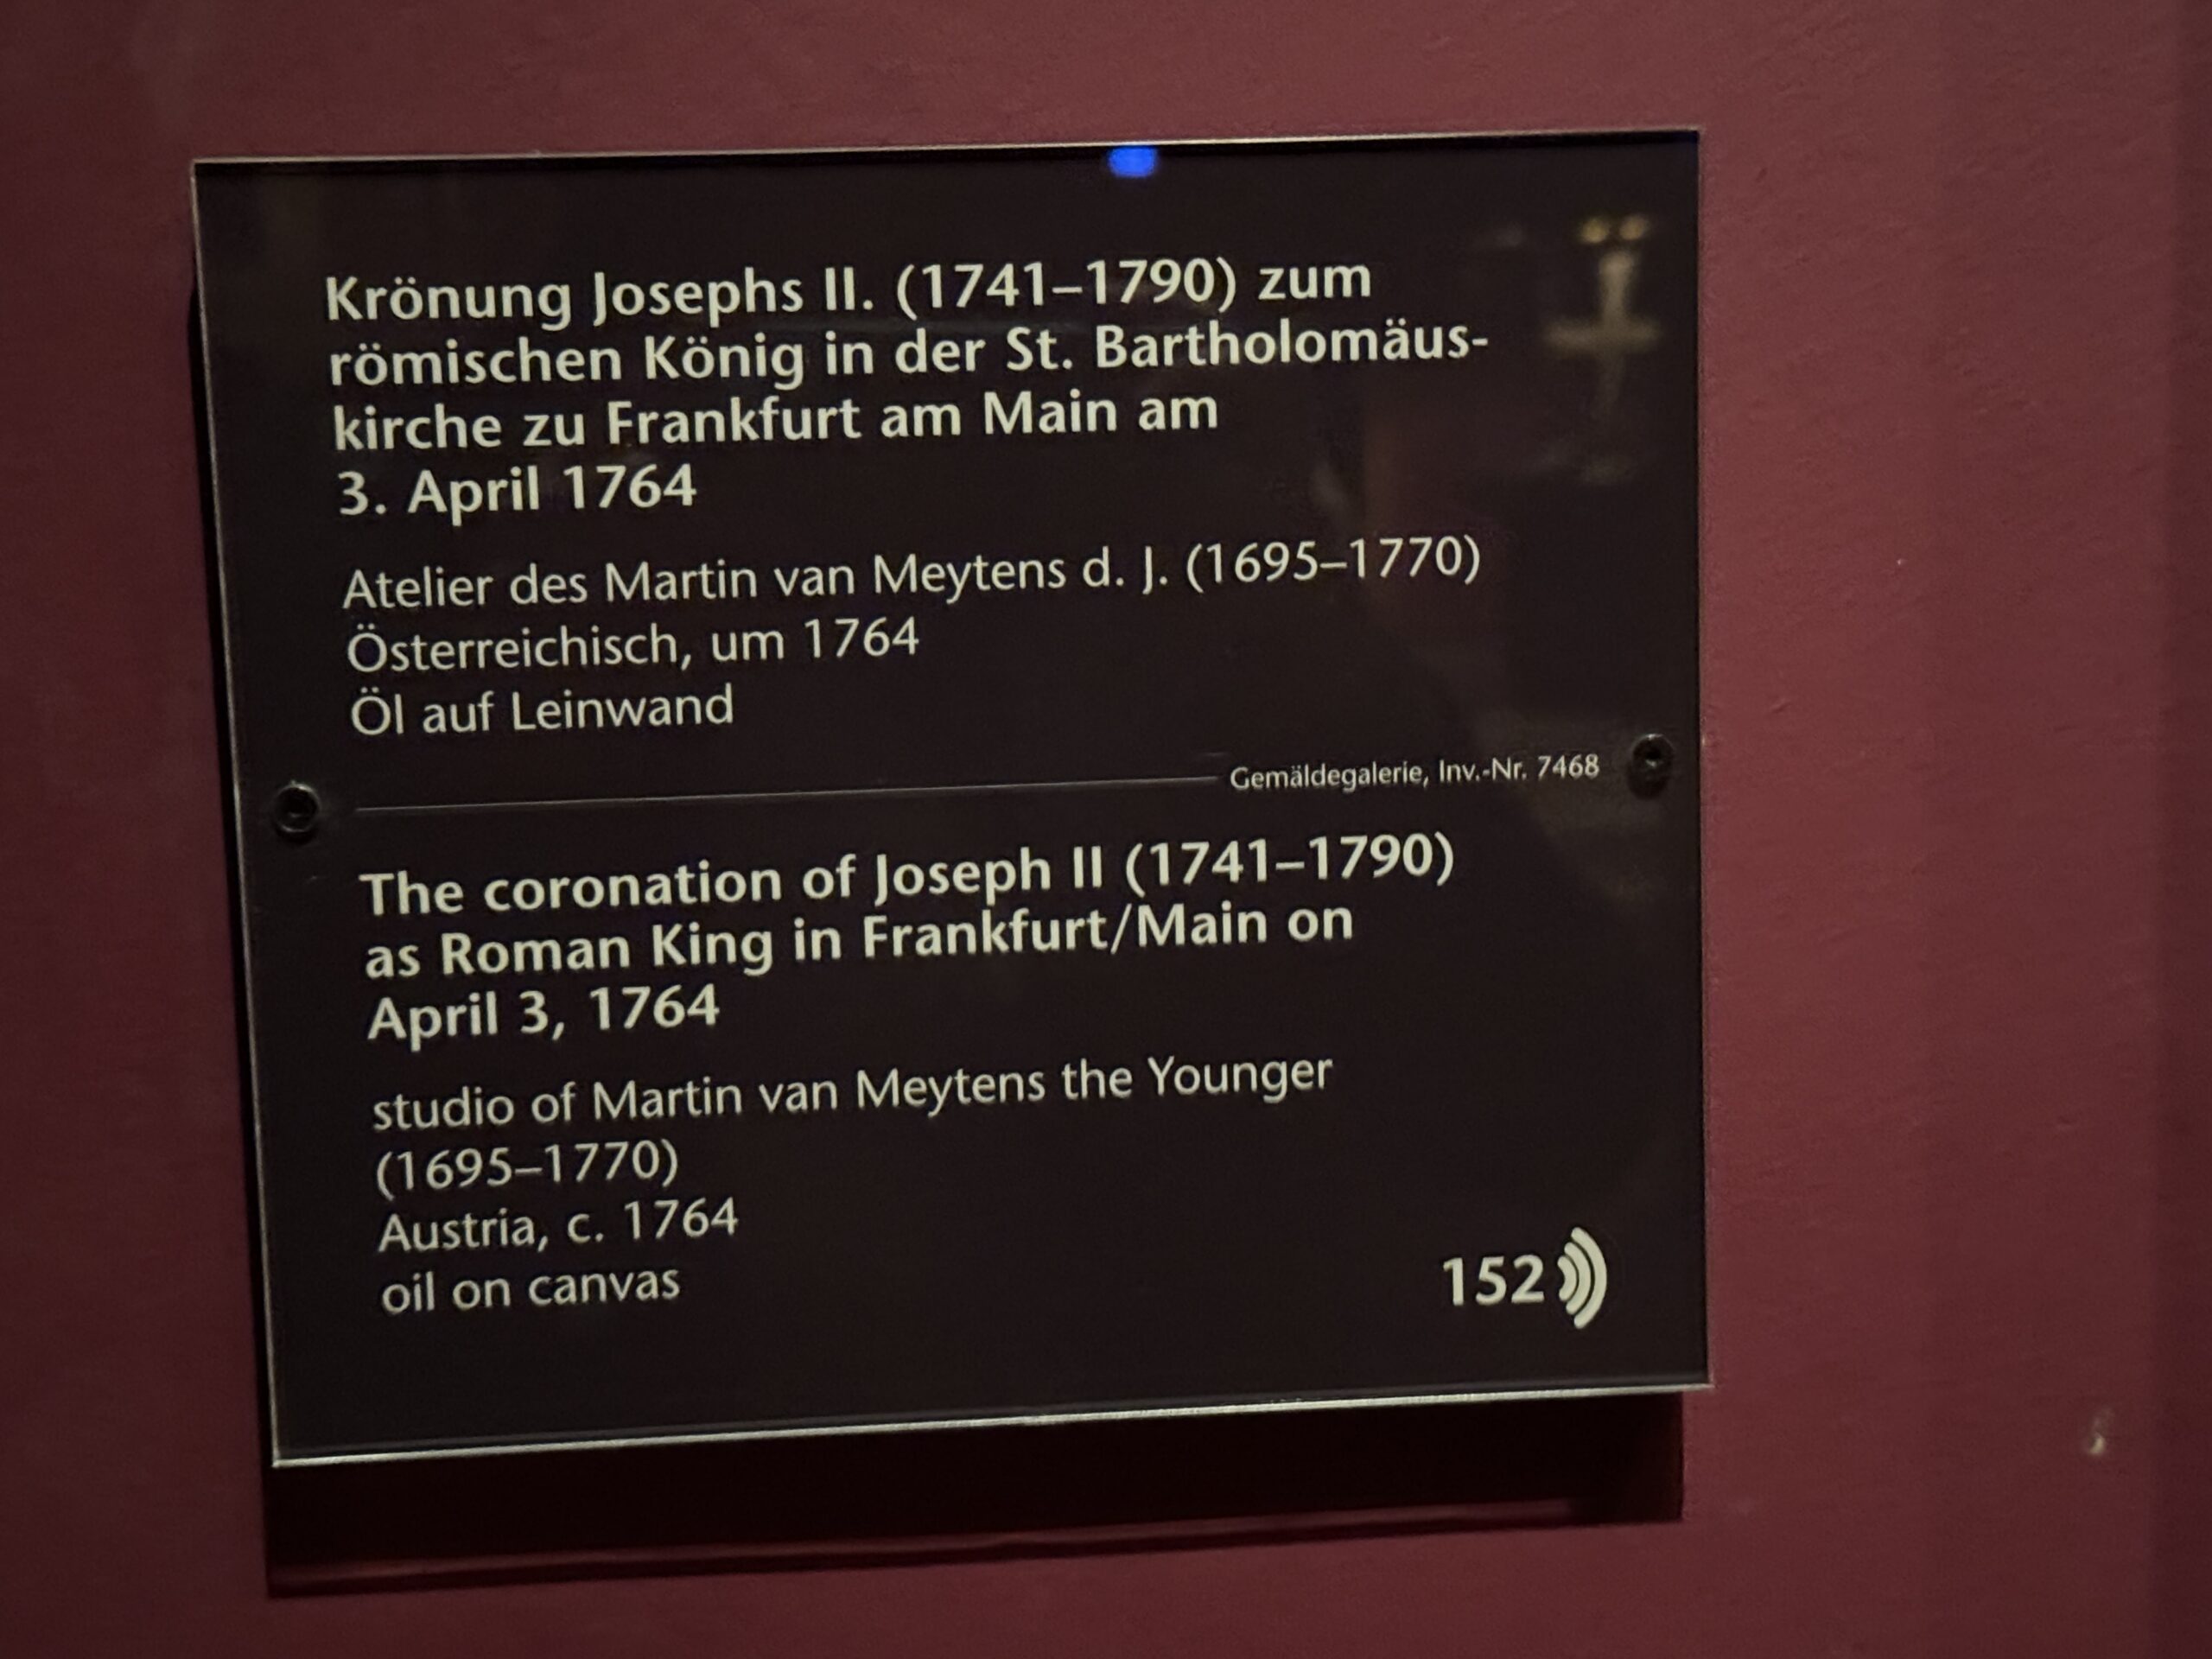 Krönung Josephs II. (1741–1790) zum
römischen König in der St. Bartholomäus-
kirche zu Frankfurt am Main am
3. April 1764
Atelier des Martin van Meytens d. J. (1695–1770)
Österreichisch, um 1764
Öl auf Leinwand
Gemäldegalerie, Inv.-Nr. 7468
The coronation of Joseph II (1741–1790)
as Roman King in Frankfurt/Main on
April 3, 1764
studio of Martin van Meytens the Younger
(1695–1770)
Austria, c. 1764
oil on canvas
152